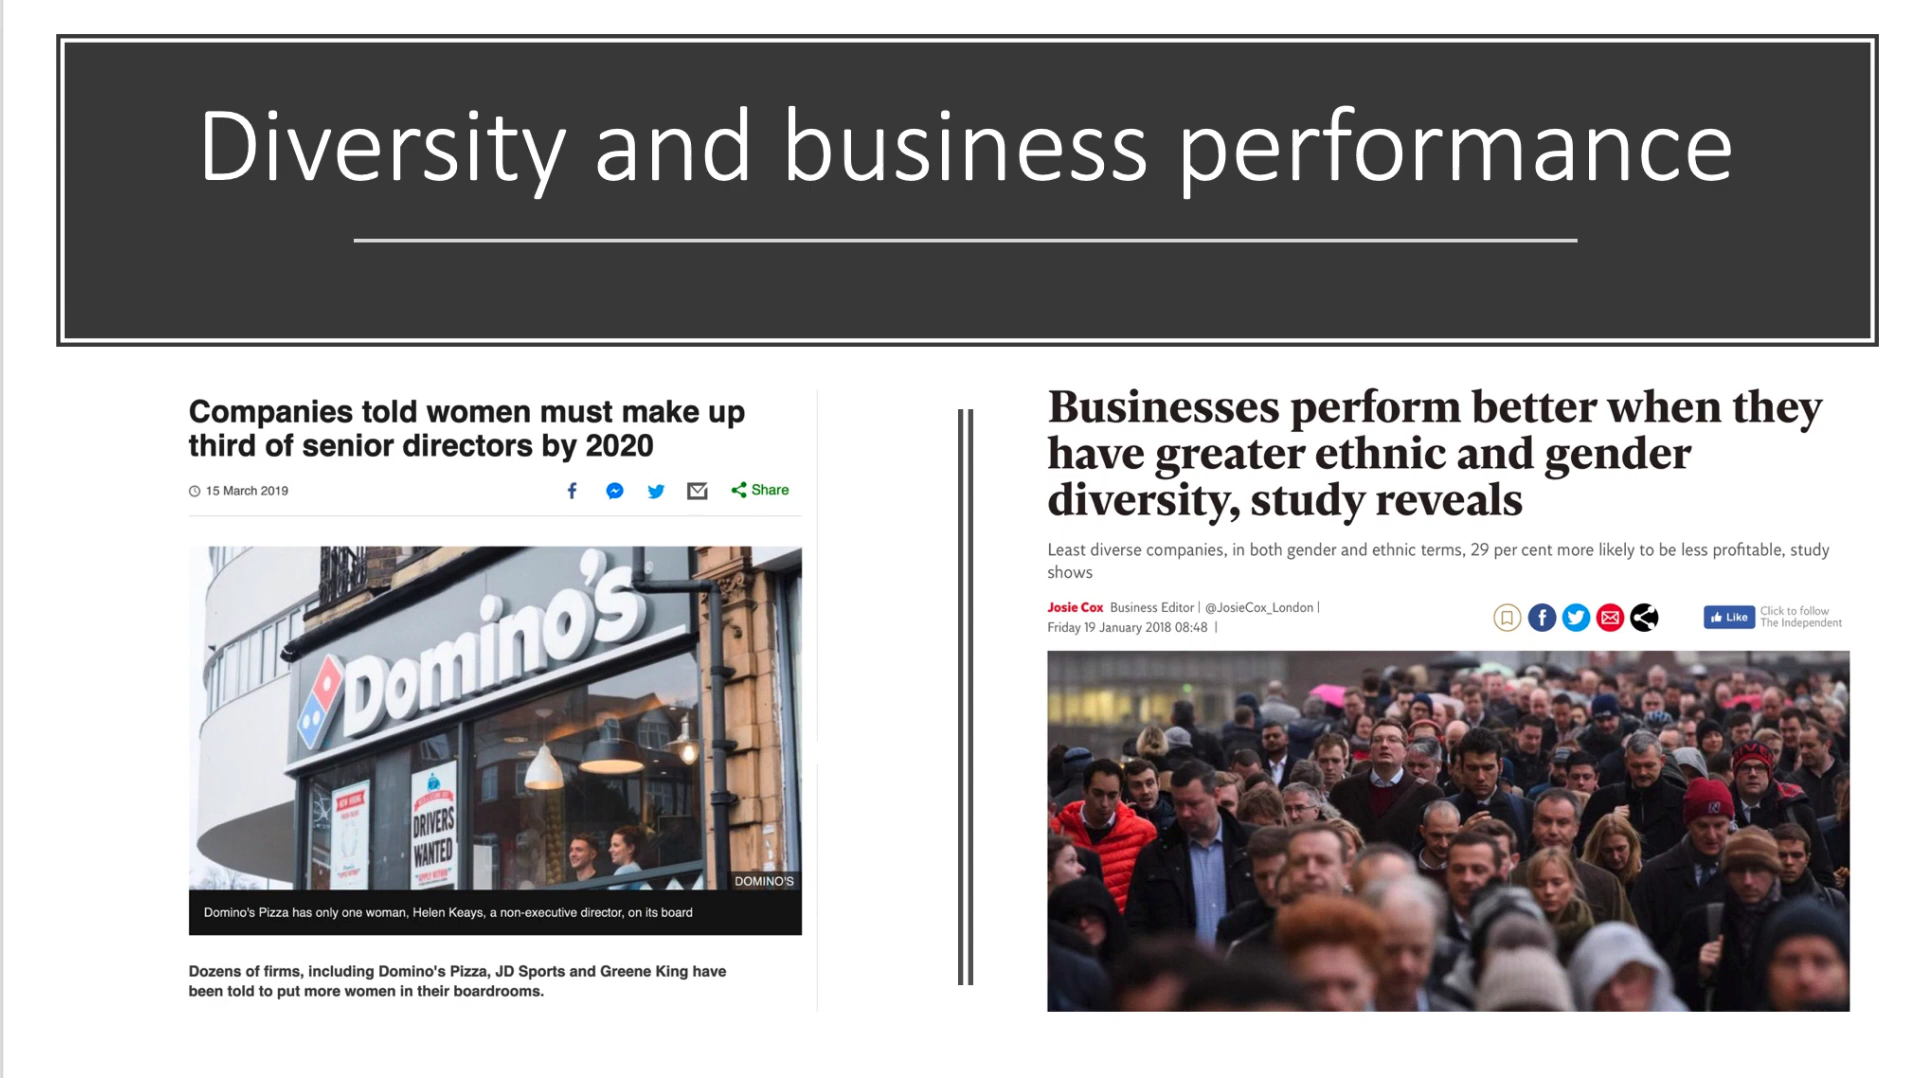 Diversity and business performance
Companies told women must make up
third of senior directors by 2020
15 March 2019
Share
Domino's
DRIVERS
WANTED
DOMINO'S
Domino's Pizza has only one woman, Helen Keays, a non-executive director, on its board
Dozens of firms, including Domino's Pizza, JD Sports and Greene King have
been told to put more women in their boardrooms.
Businesses perform better when they
have greater ethnic and gender
diversity, study reveals
Least diverse companies, in both gender and ethnic terms, 29 per cent more likely to be less profitable, study
shows
Josie Cox Business Editor | @JosieCox_London |
Friday 19 January 2018 08:48 |
Like
Click to follow
The Independent